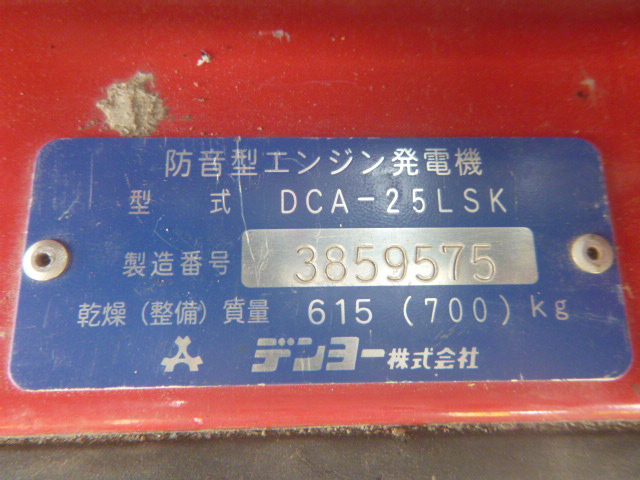 防音型エンジン発電機
型式 DCA-25LSK
製造番号 3859575
乾燥(整備)質量 615(700)kg
デンヨー株式会社